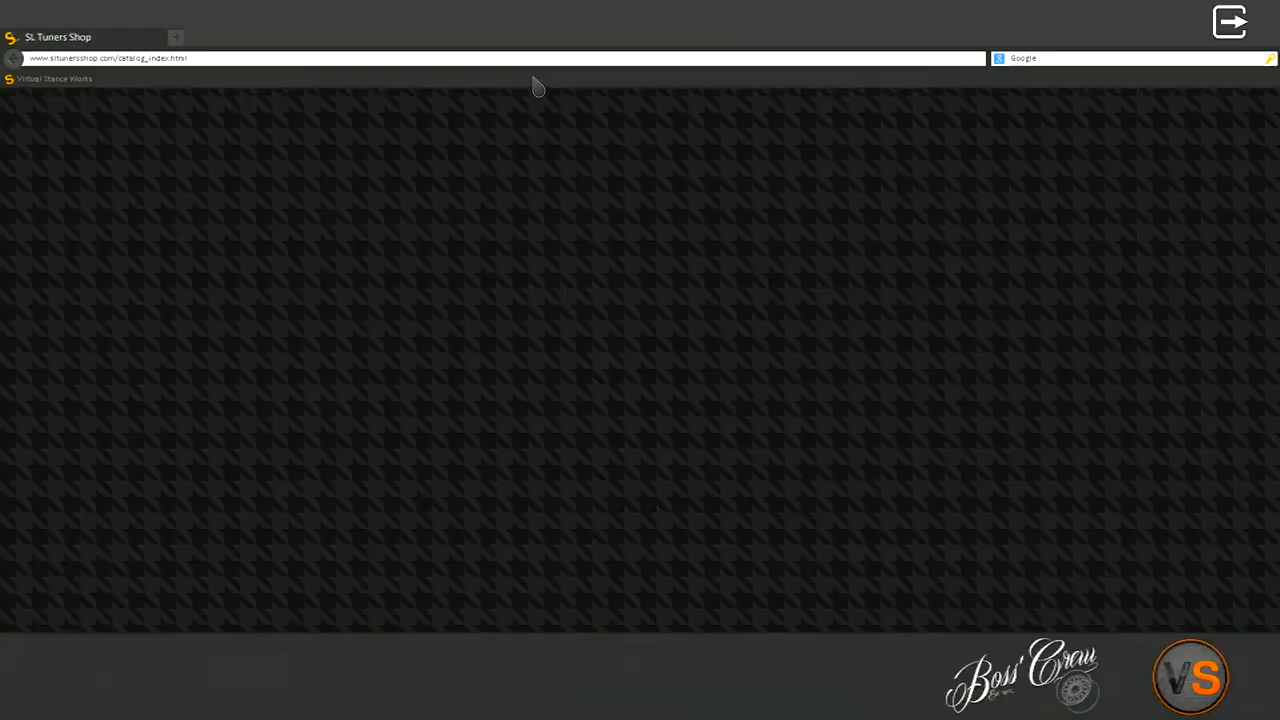 SL Tuners Shop
www.sltunersshop.com/catalog_index.html
Google
Virtual Stance Works
Boss' Crew
VS